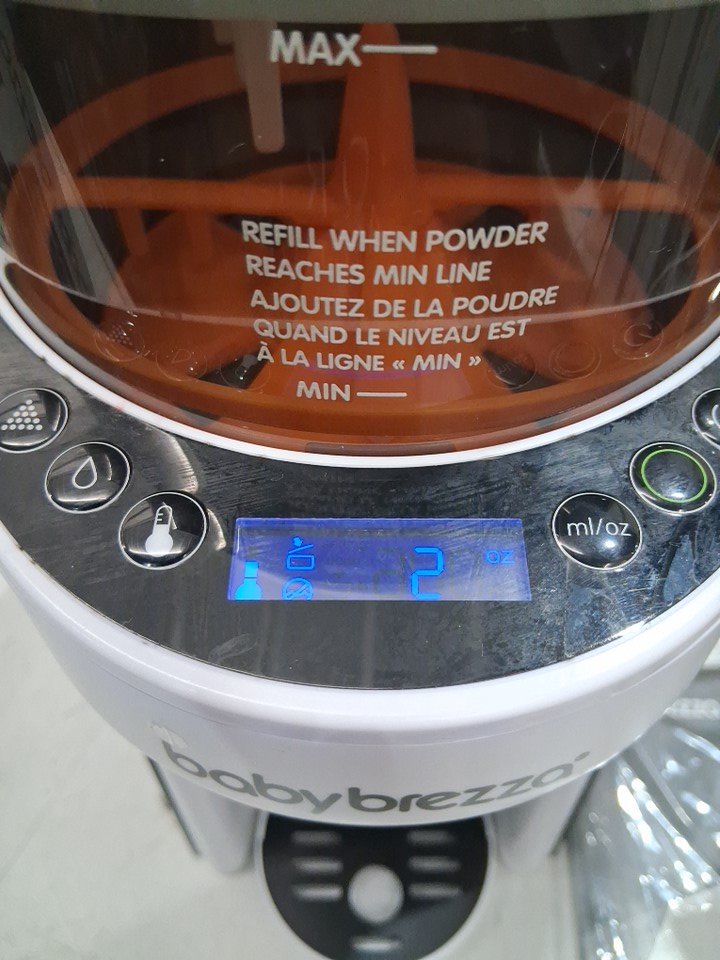 MAX
REFILL WHEN POWDER
REACHES MIN LINE
AJOUTEZ DE LA POUDRE
QUAND LE NIVEAU EST
À LA LIGNE « MIN »
MIN
ml/oz
2 oz
babybrezza